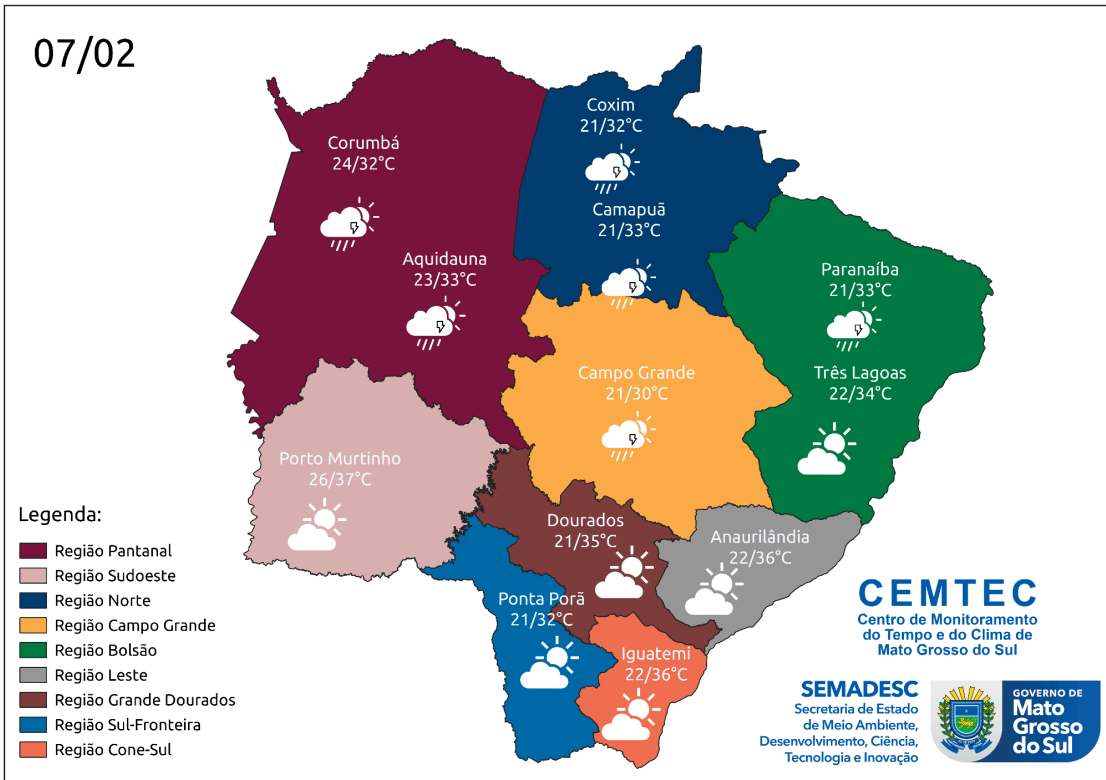 07/02
Coxim
21/32°C
Corumbá
24/32°C
Camapuã
21/33°C
Aquidauna
23/33°C
Paranaíba
21/33°C
Campo Grande
21/30°C
Três Lagoas
22/34°C
Porto Murtinho
26/37°C
Dourados
21/35°C
Anaurilândia
22/36°C
Ponta Porã
21/32°C
Iguatemi
22/36°C
Legenda:
Região Pantanal
Região Sudoeste
Região Norte
Região Campo Grande
Região Bolsão
Região Leste
Região Grande Dourados
Região Sul-Fronteira
Região Cone-Sul
CEMTEC
Centro de Monitoramento
do Tempo e do Clima de
Mato Grosso do Sul
SEMADESC
Secretaria de Estado
de Meio Ambiente,
Desenvolvimento, Ciência,
Tecnologia e Inovação
GOVERNO DE
Mato
Grosso
do Sul